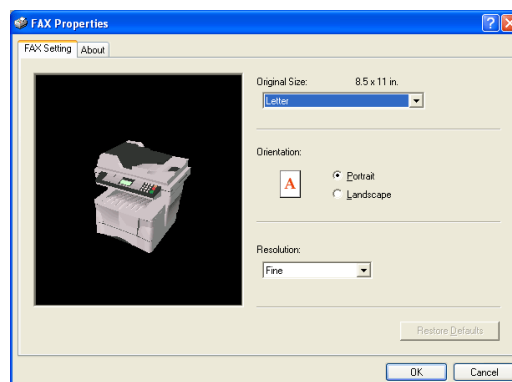 FAX Properties
FAX Setting
About
Original Size: 8.5 x 11 in.
Letter
Orientation:
A
Portrait
Landscape
Resolution:
Fine
Restore Defaults
OK
Cancel